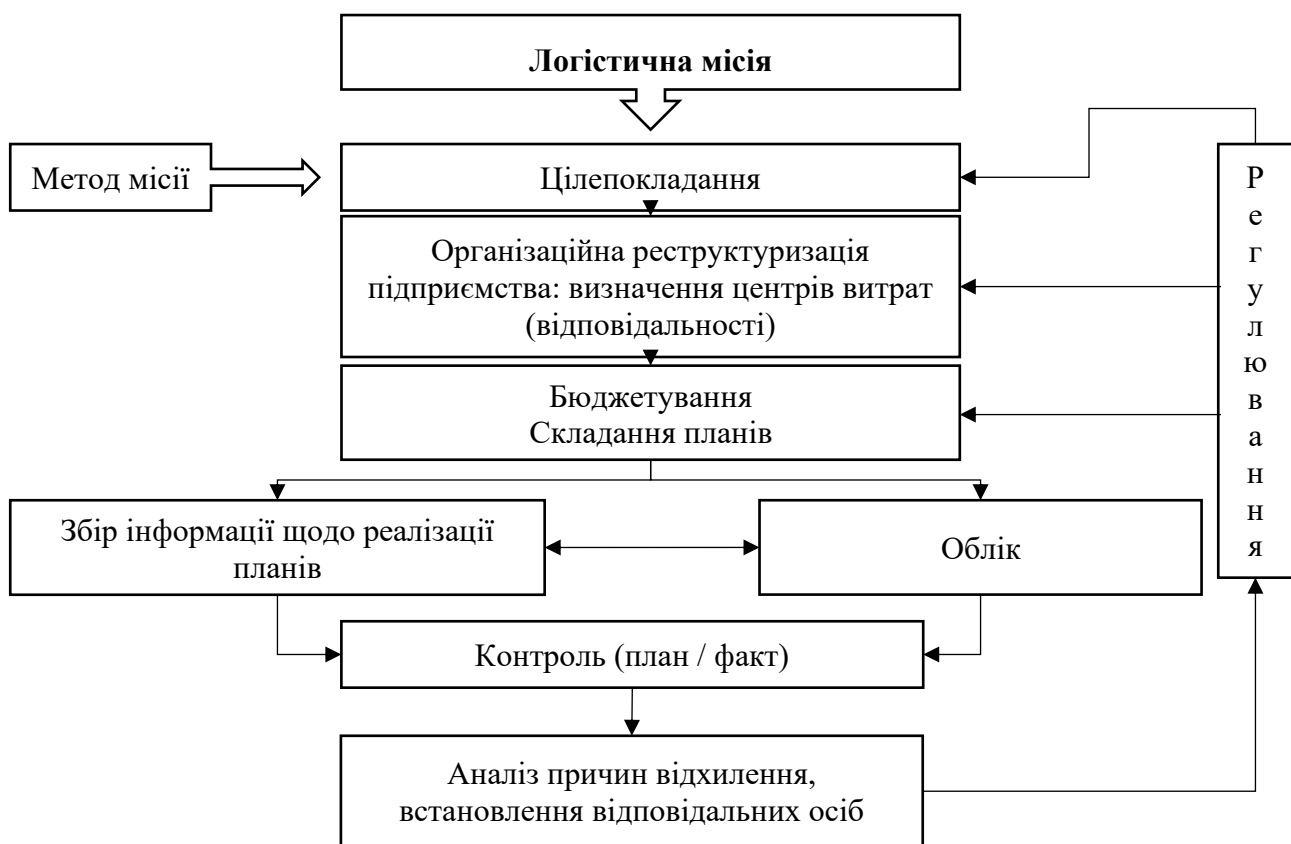 Логістична місія
Метод місії
Цілепокладання
Організаційна реструктуризація
підприємства: визначення центрів витрат
(відповідальності)
Бюджетування
Складання планів
Збір інформації щодо реалізації
планів
Облік
Контроль (план / факт)
Аналіз причин відхилення,
встановлення відповідальних осіб
Р
е
г
у
л
ю
в
а
н
н
я